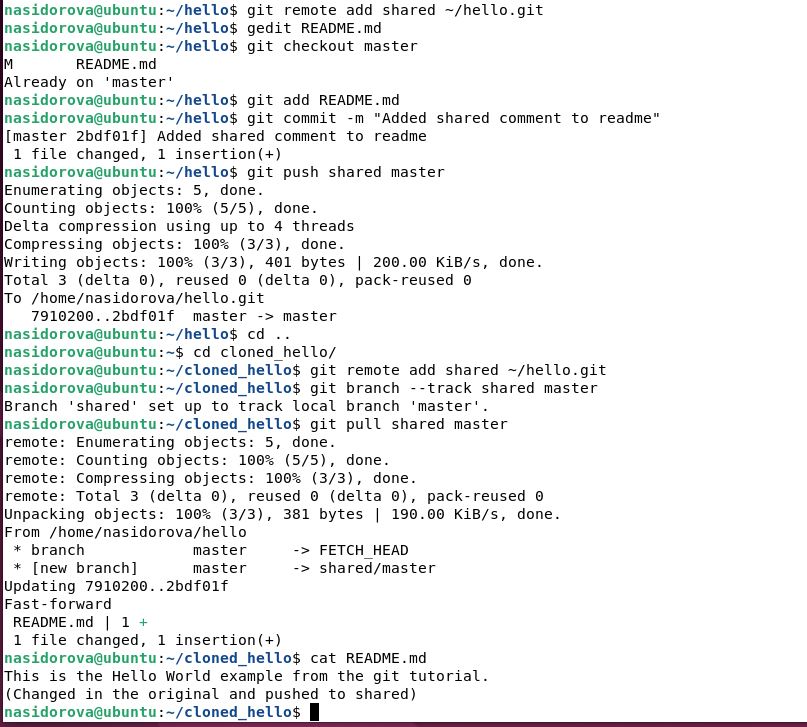 nasidorova@ubuntu:~/hello$ git remote add shared ~/hello.git
nasidorova@ubuntu:~/hello$ gedit README.md
nasidorova@ubuntu:~/hello$ git checkout master
M       README.md
Already on 'master'
nasidorova@ubuntu:~/hello$ git add README.md
nasidorova@ubuntu:~/hello$ git commit -m "Added shared comment to readme"
[master 2bdf01f] Added shared comment to readme
 1 file changed, 1 insertion(+)
nasidorova@ubuntu:~/hello$ git push shared master
Enumerating objects: 5, done.
Counting objects: 100% (5/5), done.
Delta compression using up to 4 threads
Compressing objects: 100% (3/3), done.
Writing objects: 100% (3/3), 401 bytes | 200.00 KiB/s, done.
Total 3 (delta 0), reused 0 (delta 0), pack-reused 0
To /home/nasidorova/hello.git
   7910200..2bdf01f  master -> master
nasidorova@ubuntu:~/hello$ cd ..
nasidorova@ubuntu:~$ cd cloned_hello/
nasidorova@ubuntu:~/cloned_hello$ git remote add shared ~/hello.git
nasidorova@ubuntu:~/cloned_hello$ git branch --track shared master
Branch 'shared' set up to track local branch 'master'.
nasidorova@ubuntu:~/cloned_hello$ git pull shared master
remote: Enumerating objects: 5, done.
remote: Counting objects: 100% (5/5), done.
remote: Compressing objects: 100% (3/3), done.
remote: Total 3 (delta 0), reused 0 (delta 0), pack-reused 0
Unpacking objects: 100% (3/3), 381 bytes | 190.00 KiB/s, done.
From /home/nasidorova/hello
 * branch            master     -> FETCH_HEAD
 * [new branch]      master     -> shared/master
Updating 7910200..2bdf01f
Fast-forward
 README.md | 1 +
 1 file changed, 1 insertion(+)
nasidorova@ubuntu:~/cloned_hello$ cat README.md
This is the Hello World example from the git tutorial.
(Changed in the original and pushed to shared)
nasidorova@ubuntu:~/cloned_hello$